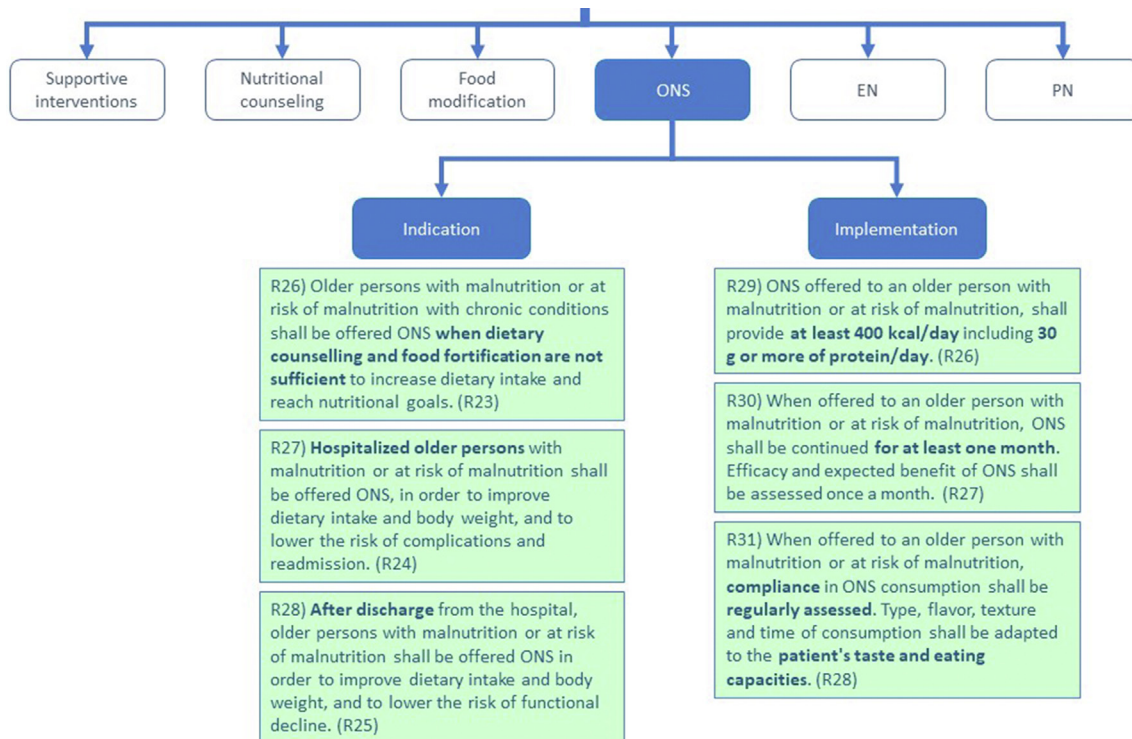 Supportive
interventions
Nutritional
counseling
Food
modification
ONS
EN
PN
Indication
Implementation
R26) Older persons with malnutrition or at
risk of malnutrition with chronic conditions
shall be offered ONS when dietary
counselling and food fortification are not
sufficient to increase dietary intake and
reach nutritional goals. (R23)
R27) Hospitalized older persons with
malnutrition or at risk of malnutrition shall
be offered ONS, in order to improve
dietary intake and body weight, and to
lower the risk of complications and
readmission. (R24)
R28) After discharge from the hospital,
older persons with malnutrition or at risk
of malnutrition shall be offered ONS in
order to improve dietary intake and body
weight, and to lower the risk of functional
decline. (R25)
R29) ONS offered to an older person with
malnutrition or at risk of malnutrition, shall
provide at least 400 kcal/day including 30
g or more of protein/day. (R26)
R30) When offered to an older person with
malnutrition or at risk of malnutrition, ONS
shall be continued for at least one month.
Efficacy and expected benefit of ONS shall
be assessed once a month. (R27)
R31) When offered to an older person with
malnutrition or at risk of malnutrition,
compliance in ONS consumption shall be
regularly assessed. Type, flavor, texture
and time of consumption shall be adapted
to the patient's taste and eating
capacities. (R28)